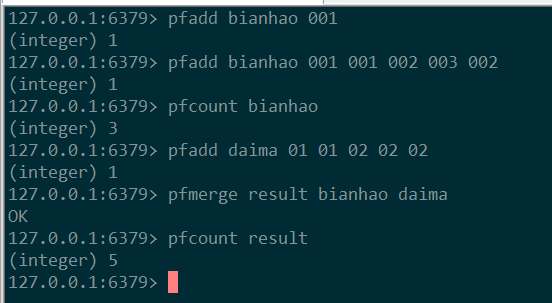 127.0.0.1:6379> pfadd bianhao 001
(integer) 1
127.0.0.1:6379> pfadd bianhao 001 001 002 003 002
(integer) 1
127.0.0.1:6379> pfcount bianhao
(integer) 3
127.0.0.1:6379> pfadd daima 01 01 02 02 02
(integer) 1
127.0.0.1:6379> pfmerge result bianhao daima
OK
127.0.0.1:6379> pfcount result
(integer) 5
127.0.0.1:6379>